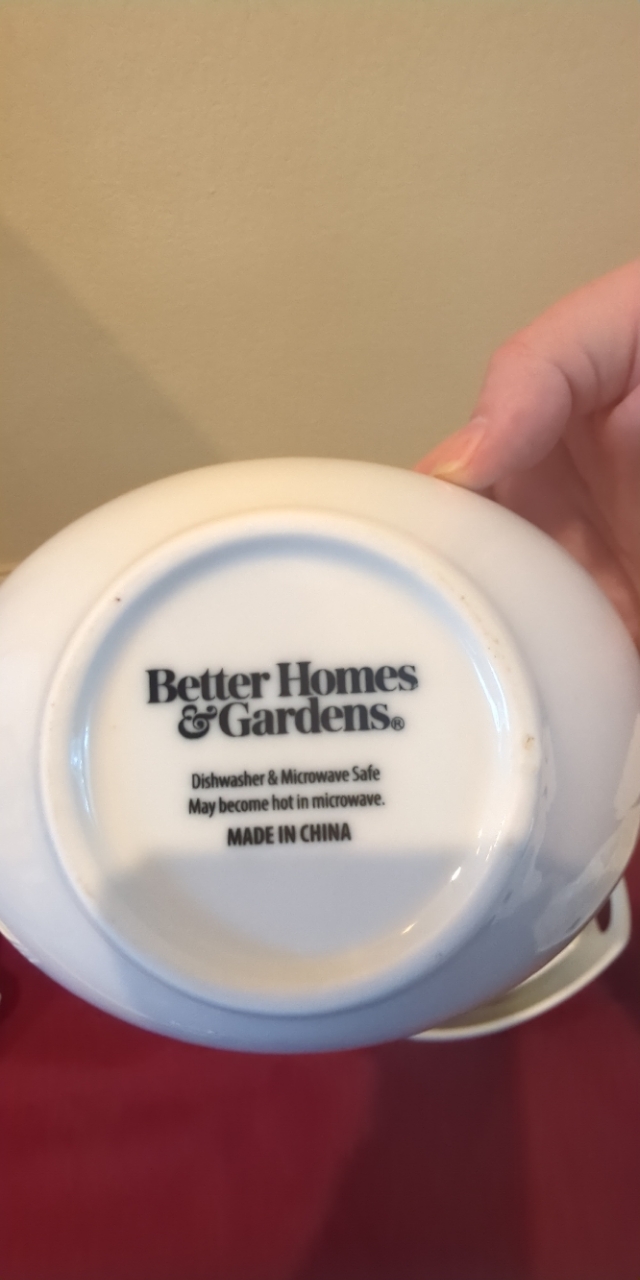 Better Homes
&Gardens®
Dishwasher & Microwave Safe
May become hot in microwave.
MADE IN CHINA